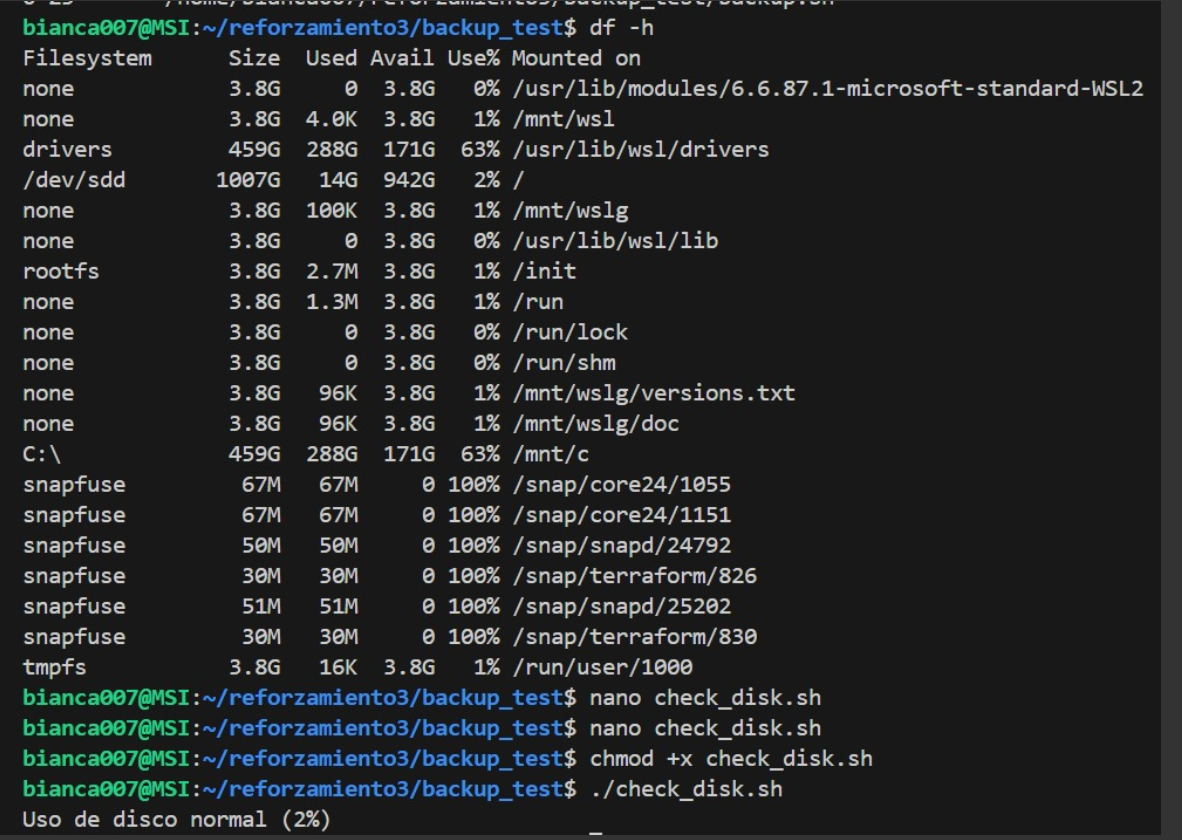 /home/bianca007/reforzamiento3/backup_test/backup.sh
bianca007@MSI:~/reforzamiento3/backup_test$ df -h
Filesystem      Size  Used Avail Use% Mounted on
none            3.8G     0  3.8G   0% /usr/lib/modules/6.6.87.1-microsoft-standard-WSL2
none            3.8G  4.0K  3.8G   1% /mnt/wsl
drivers         459G  288G  171G  63% /usr/lib/wsl/drivers
/dev/sdd       1007G   14G  942G   2% /
none            3.8G  100K  3.8G   1% /mnt/wslg
none            3.8G     0  3.8G   0% /usr/lib/wsl/lib
rootfs          3.8G  2.7M  3.8G   1% /init
none            3.8G  1.3M  3.8G   1% /run
none            3.8G     0  3.8G   0% /run/lock
none            3.8G     0  3.8G   0% /run/shm
none            3.8G   96K  3.8G   1% /mnt/wslg/versions.txt
none            3.8G   96K  3.8G   1% /mnt/wslg/doc
C:\             459G  288G  171G  63% /mnt/c
snapfuse         67M   67M     0 100% /snap/core24/1055
snapfuse         67M   67M     0 100% /snap/core24/1151
snapfuse         50M   50M     0 100% /snap/snapd/24792
snapfuse         30M   30M     0 100% /snap/terraform/826
snapfuse         51M   51M     0 100% /snap/snapd/25202
snapfuse         30M   30M     0 100% /snap/terraform/830
tmpfs           3.8G   16K  3.8G   1% /run/user/1000
bianca007@MSI:~/reforzamiento3/backup_test$ nano check_disk.sh
bianca007@MSI:~/reforzamiento3/backup_test$ nano check_disk.sh
bianca007@MSI:~/reforzamiento3/backup_test$ chmod +x check_disk.sh
bianca007@MSI:~/reforzamiento3/backup_test$ ./check_disk.sh
Uso de disco normal (2%)